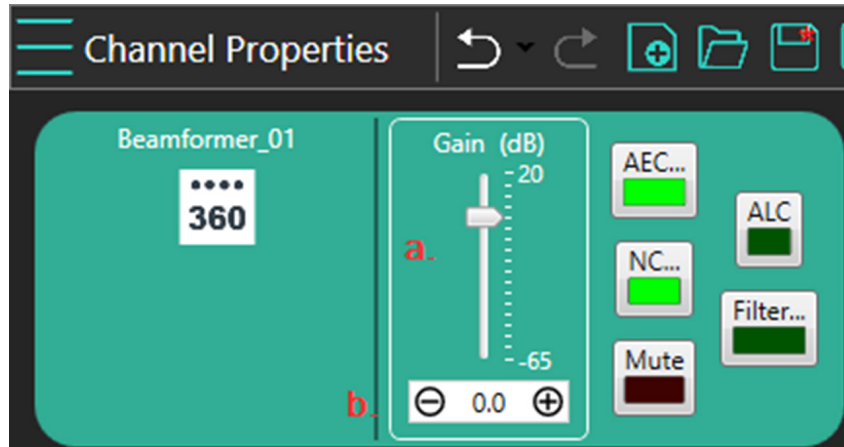 Channel Properties
Beamformer_01
360
Gain (dB)
20
a.
-65
b.
0.0
AEC...
NC...
Mute
ALC
Filter...